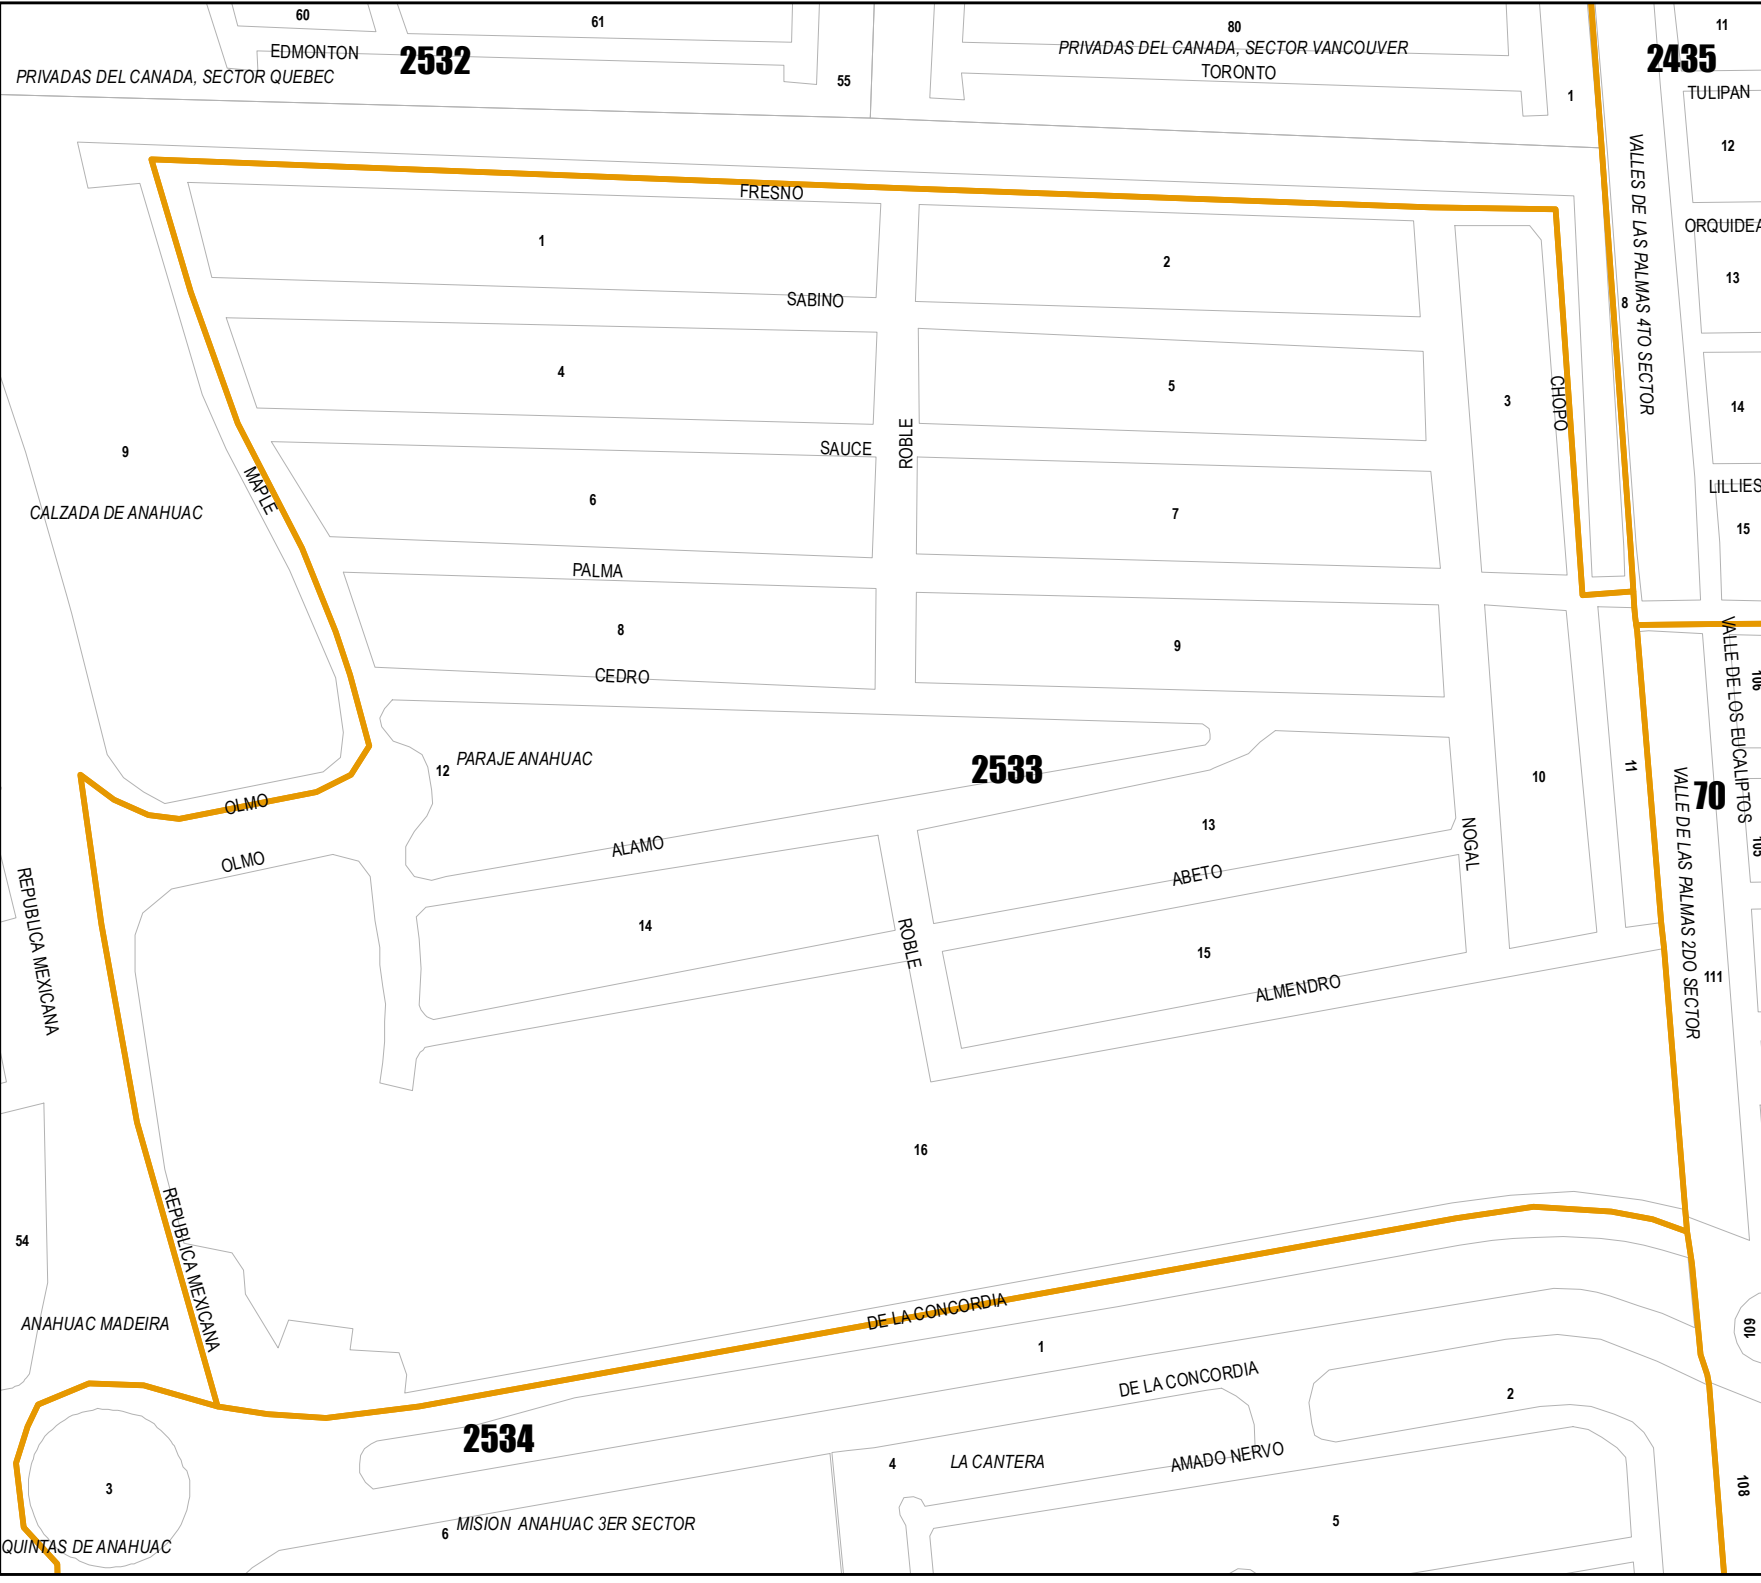 60
61
80
11
EDMONTON
2532
PRIVADAS DEL CANADA, SECTOR VANCOUVER
2435
PRIVADAS DEL CANADA, SECTOR QUEBEC
55
TORONTO
1
TULIPAN
12
VALLES DE LAS PALMAS 4TO SECTOR
FRESNO
ORQUIDEA
1
2
13
SABINO
8
4
5
3
CHOPO
14
9
SAUCE
ROBLE
MAPLE
LILLIES
CALZADA DE ANAHUAC
6
7
15
PALMA
8
9
VALLE DE LOS EUCALIPTOS
106
CEDRO
12
PARAJE ANAHUAC
2533
10
11
70
VALLE DE LAS PALMAS 2DO SECTOR
OLMO
13
NOGAL
105
ALAMO
OLMO
ABETO
REPUBLICA MEXICANA
14
ROBLE
15
111
ALMENDRO
16
54
REPUBLICA MEXICANA
ANAHUAC MADEIRA
DE LA CONCORDIA
1
109
DE LA CONCORDIA
2
2534
4
LA CANTERA
AMADO NERVO
3
108
6
MISION ANAHUAC 3ER SECTOR
5
QUINTAS DE ANAHUAC